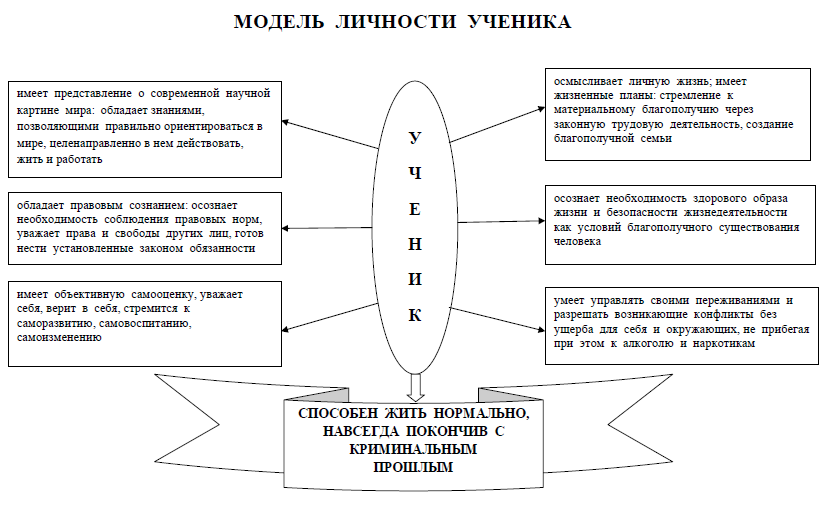 МОДЕЛЬ ЛИЧНОСТИ УЧЕНИКА
имеет представление о современной научной
картине мира: обладает знаниями,
позволяющими правильно ориентироваться в
мире, целенаправленно в нем действовать,
жить и работать
обладает правовым сознанием: осознает
необходимость соблюдения правовых норм,
уважает права и свободы других лиц, готов
нести установленные законом обязанности
имеет объективную самооценку, уважает
себя, верит в себя, стремится к
саморазвитию, самовоспитанию,
самоизменению
У
Ч
Е
Н
И
К
осмысливает личную жизнь; имеет
жизненные планы: стремление к
материальному благополучию через
законную трудовую деятельность, создание
благополучной семьи
осознает необходимость здорового образа
жизни и безопасности жизнедеятельности
как условий благополучного существования
человека
умеет управлять своими переживаниями и
разрешать возникающие конфликты без
ущерба для себя и окружающих, не прибегая
при этом к алкоголю и наркотикам
СПОСОБЕН ЖИТЬ НОРМАЛЬНО,
НАВСЕГДА ПОКОНЧИВ С
КРИМИНАЛЬНЫМ
ПРОШЛЫМ